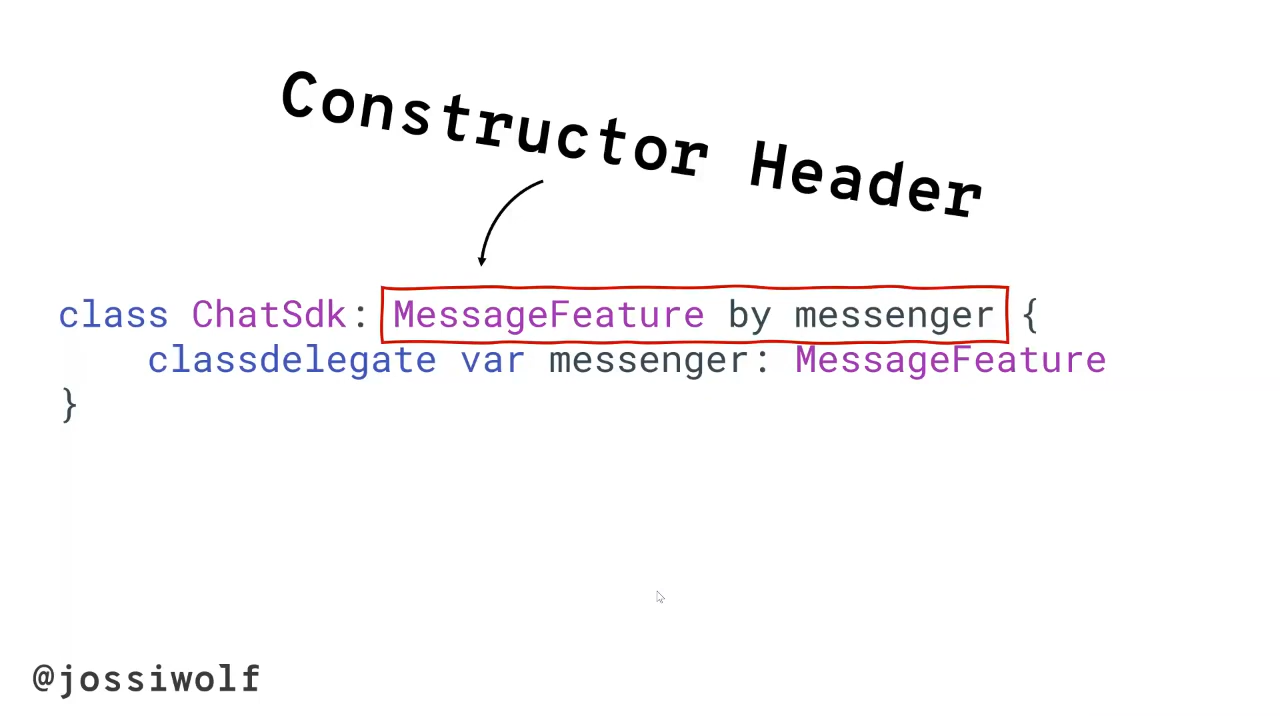 Constructor Header
class ChatSdk: MessageFeature by messenger {
classdelegate var messenger: MessageFeature
}
@jossiwolf